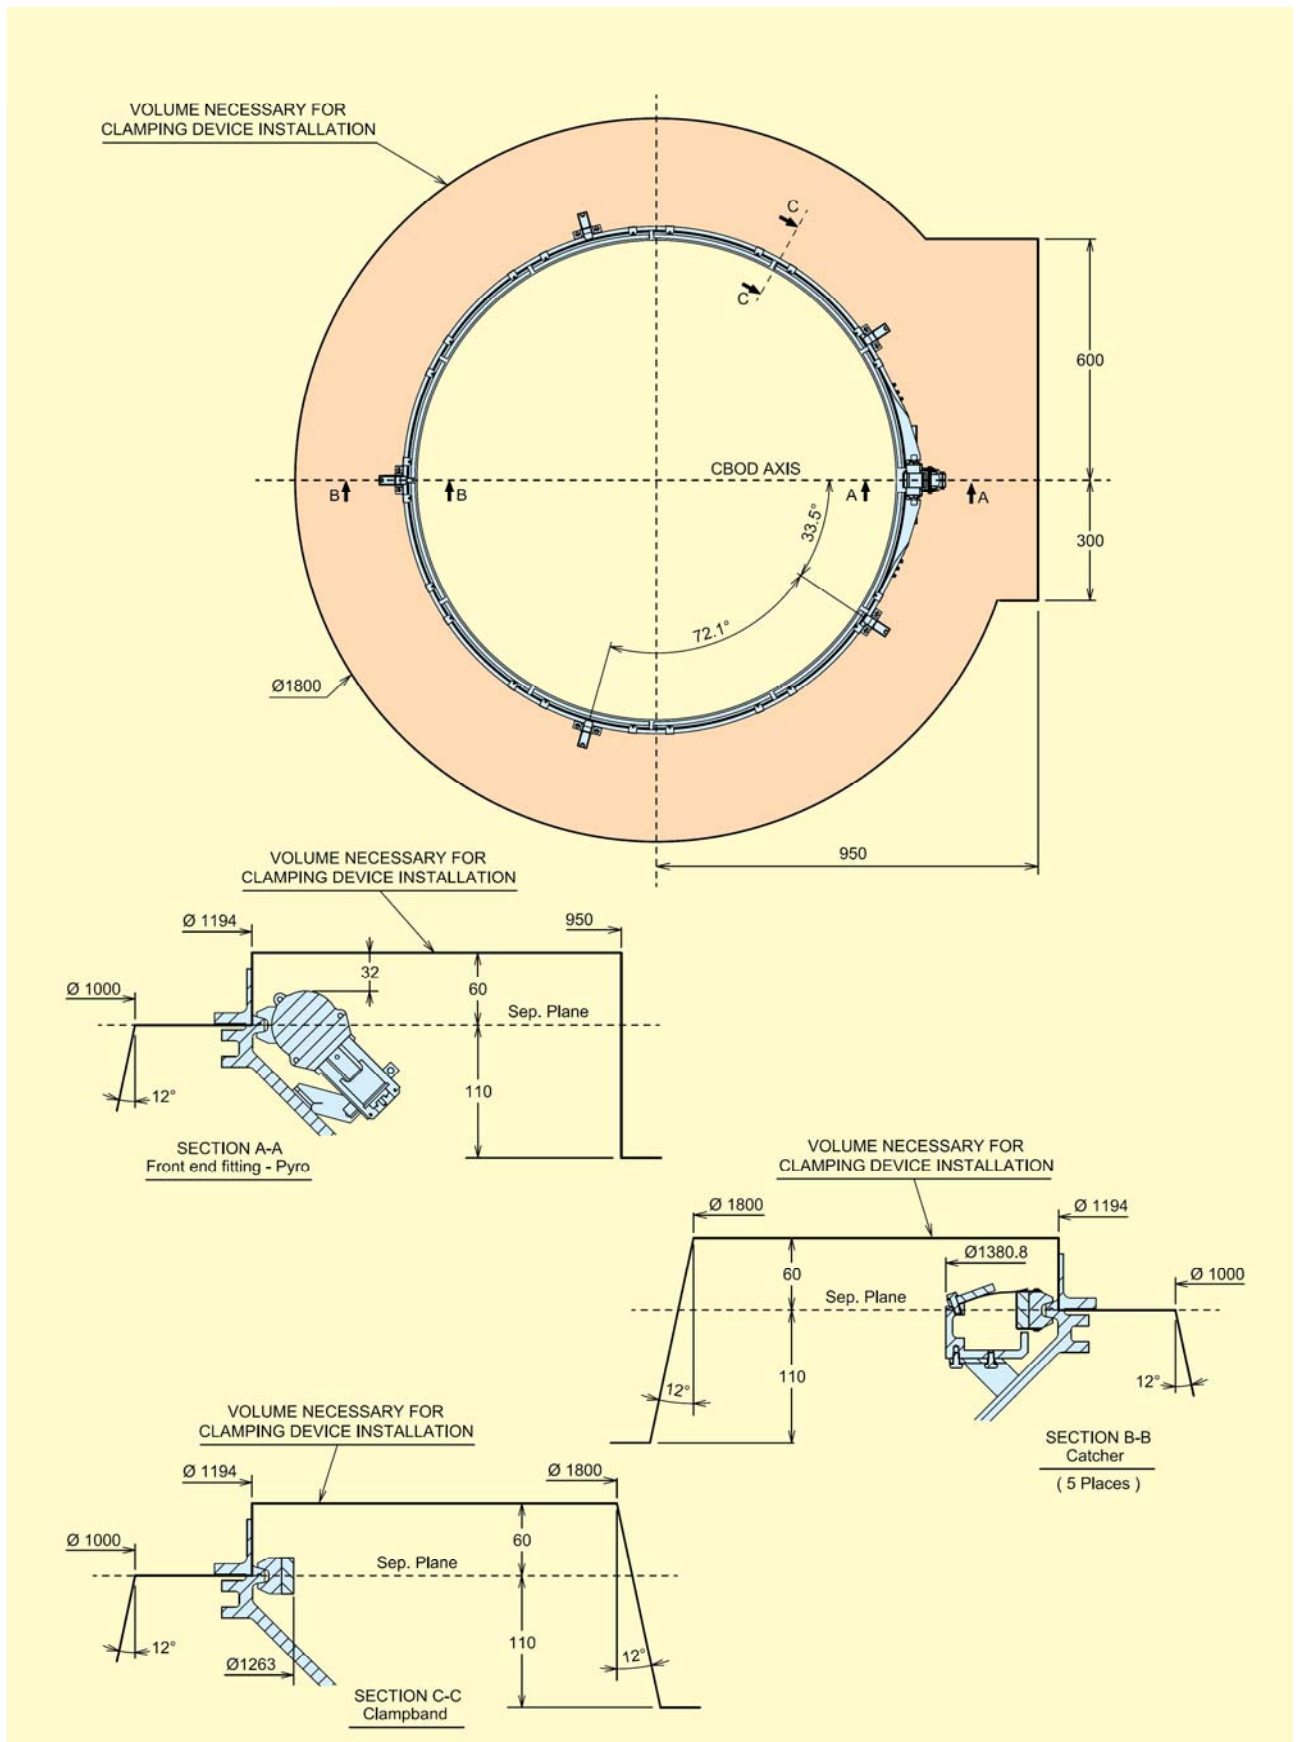 VOLUME NECESSARY FOR
CLAMPING DEVICE INSTALLATION
C
C
600
CBOD AXIS
B
B
A
A
33.5°
300
72.1°
Ø1800
950
VOLUME NECESSARY FOR
CLAMPING DEVICE INSTALLATION
Ø 1194
950
32
60
Ø 1000
Sep. Plane
110
12°
SECTION A-A
Front end fitting - Pyro
VOLUME NECESSARY FOR
CLAMPING DEVICE INSTALLATION
Ø 1800
Ø 1194
Ø1380.8
60
Ø 1000
Sep. Plane
110
12°
12°
SECTION B-B
Catcher
( 5 Places )
VOLUME NECESSARY FOR
CLAMPING DEVICE INSTALLATION
Ø 1194
Ø 1800
60
Ø 1000
Sep. Plane
110
12°
12°
Ø1263
SECTION C-C
Clampband